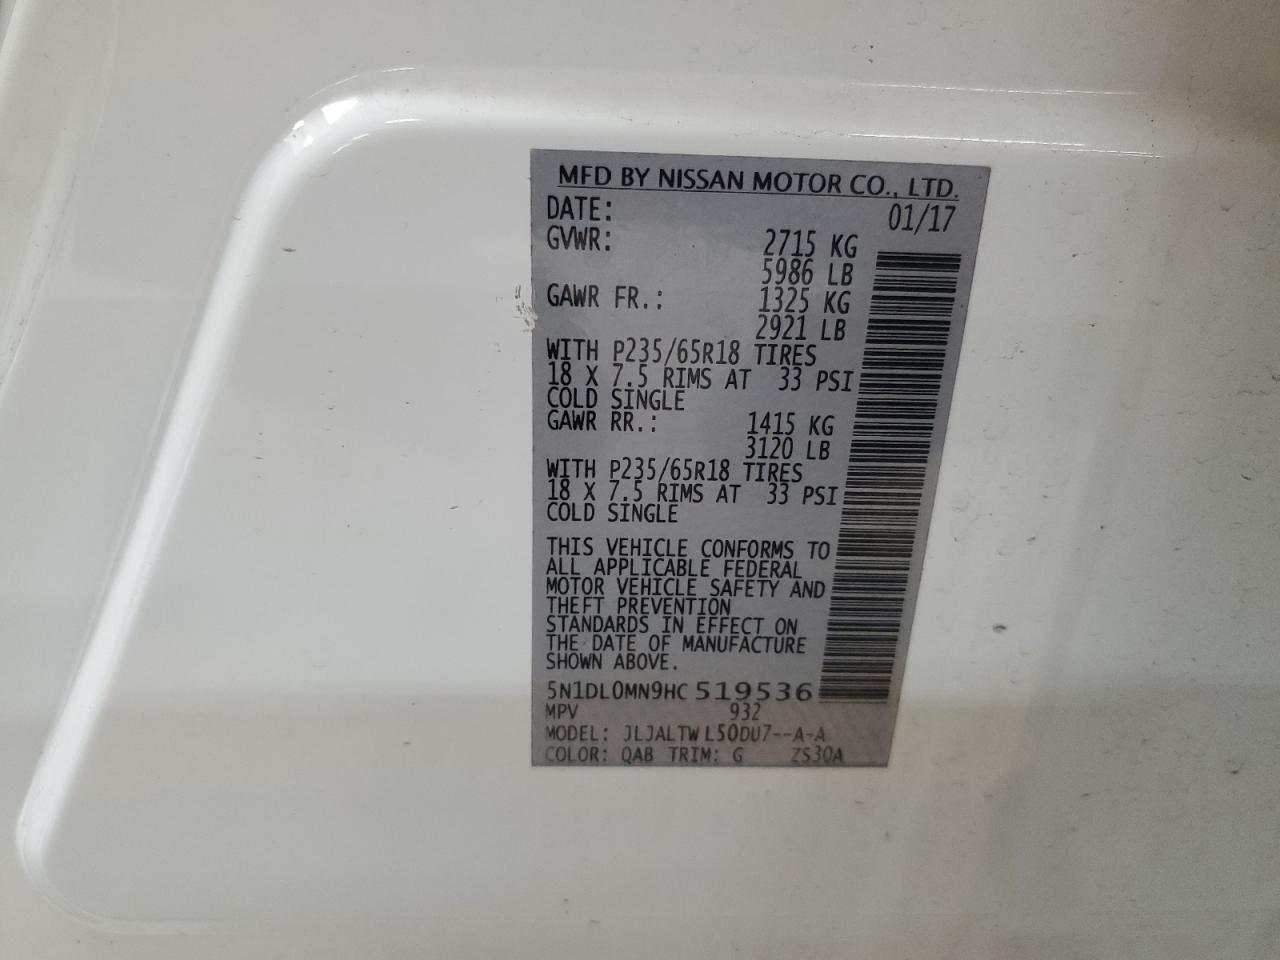 MFD BY NISSAN MOTOR CO., LTD.
DATE: 01/17
GVWR: 2715 KG
5986 LB
GAWR FR.: 1325 KG
2921 LB
WITH P235/65R18 TIRES
18 X 7.5 RIMS AT 33 PSI
COLD SINGLE
GAWR RR.: 1415 KG
3120 LB
WITH P235/65R18 TIRES
18 X 7.5 RIMS AT 33 PSI
COLD SINGLE
THIS VEHICLE CONFORMS TO
ALL APPLICABLE FEDERAL
MOTOR VEHICLE SAFETY AND
THEFT PREVENTION
STANDARDS IN EFFECT ON
THE DATE OF MANUFACTURE
SHOWN ABOVE.
5N1DL0MN9HC 519536
MPV 932
MODEL: JLJALTWL50DU7--A-A
COLOR: QAB TRIM: G ZS30A